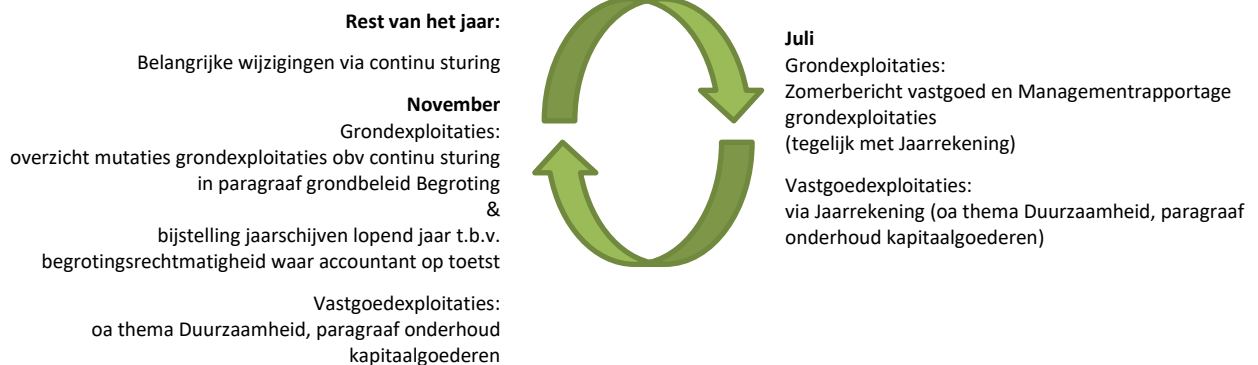 Rest van het jaar:
Belangrijke wijzigingen via continu sturing
November
Grondexploitaties:
overzicht mutaties grondexploitaties obv continu sturing
in paragraaf grondbeleid Begroting
&
bijstelling jaarschijven lopend jaar t.b.v.
begrotingsrechtmatigheid waar accountant op toetst
Vastgoedexploitaties:
oa thema Duurzaamheid, paragraaf onderhoud
kapitaalgoederen
Juli
Grondexploitaties:
Zomerbericht vastgoed en Managementrapportage
grondexploitaties
(tegelijk met Jaarrekening)
Vastgoedexploitaties:
via Jaarrekening (oa thema Duurzaamheid, paragraaf
onderhoud kapitaalgoederen)